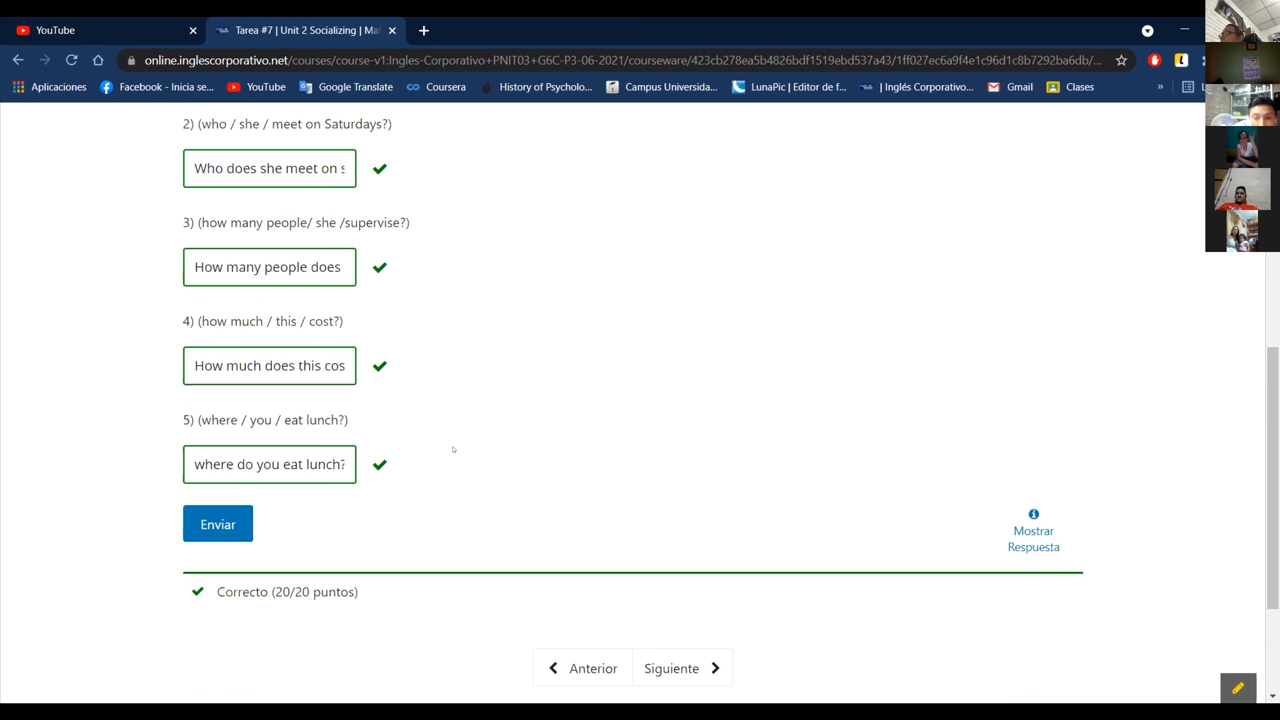 YouTube
Tarea #7 | Unit 2 Socializing | Ma
online.inglescorporativo.net/courses/course-v1:Ingles-Corporativo+PNIT03+G6C-P3-06-2021/courseware/423cb278ea5b4826bdf1519ebd537a43/1ff027ec6a9f4e1c96d1c8b7292ba6db/...
Aplicaciones Facebook - Inicia se... YouTube Google Translate Coursera History of Psycholo... Campus Universida... LunaPic | Editor de f... | Inglés Corporativo... Gmail Clases »
2) (who / she / meet on Saturdays?)
Who does she meet on s
3) (how many people/ she /supervise?)
How many people does
4) (how much / this / cost?)
How much does this cos
5) (where / you / eat lunch?)
where do you eat lunch?
Enviar
Mostrar
Respuesta
Correcto (20/20 puntos)
Anterior Siguiente